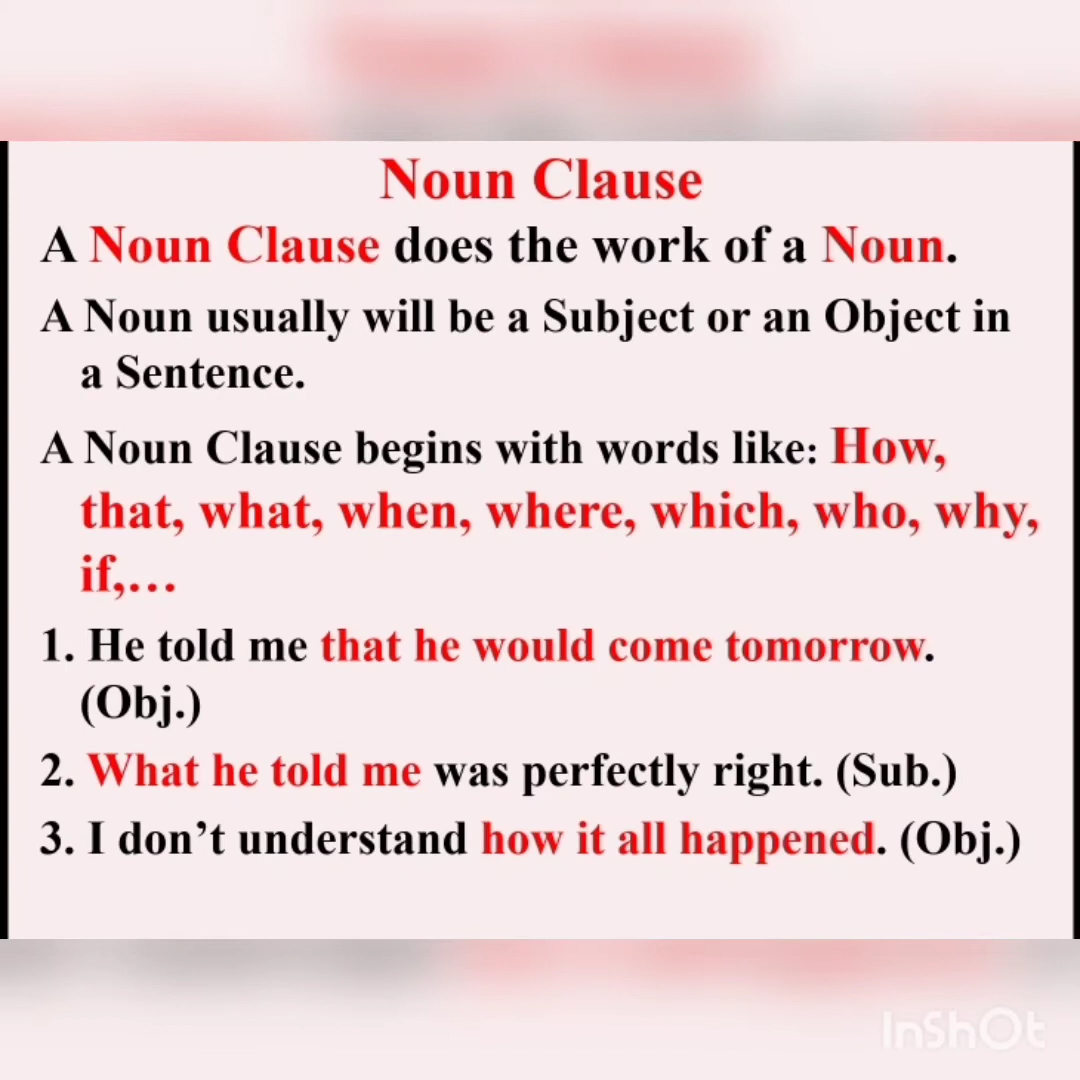 Noun Clause
A Noun Clause does the work of a Noun.
A Noun usually will be a Subject or an Object in
a Sentence.
A Noun Clause begins with words like: How,
that, what, when, where, which, who, why,
if,...
1. He told me that he would come tomorrow.
(Obj.)
2. What he told me was perfectly right. (Sub.)
3. I don’t understand how it all happened. (Obj.)
InShOt